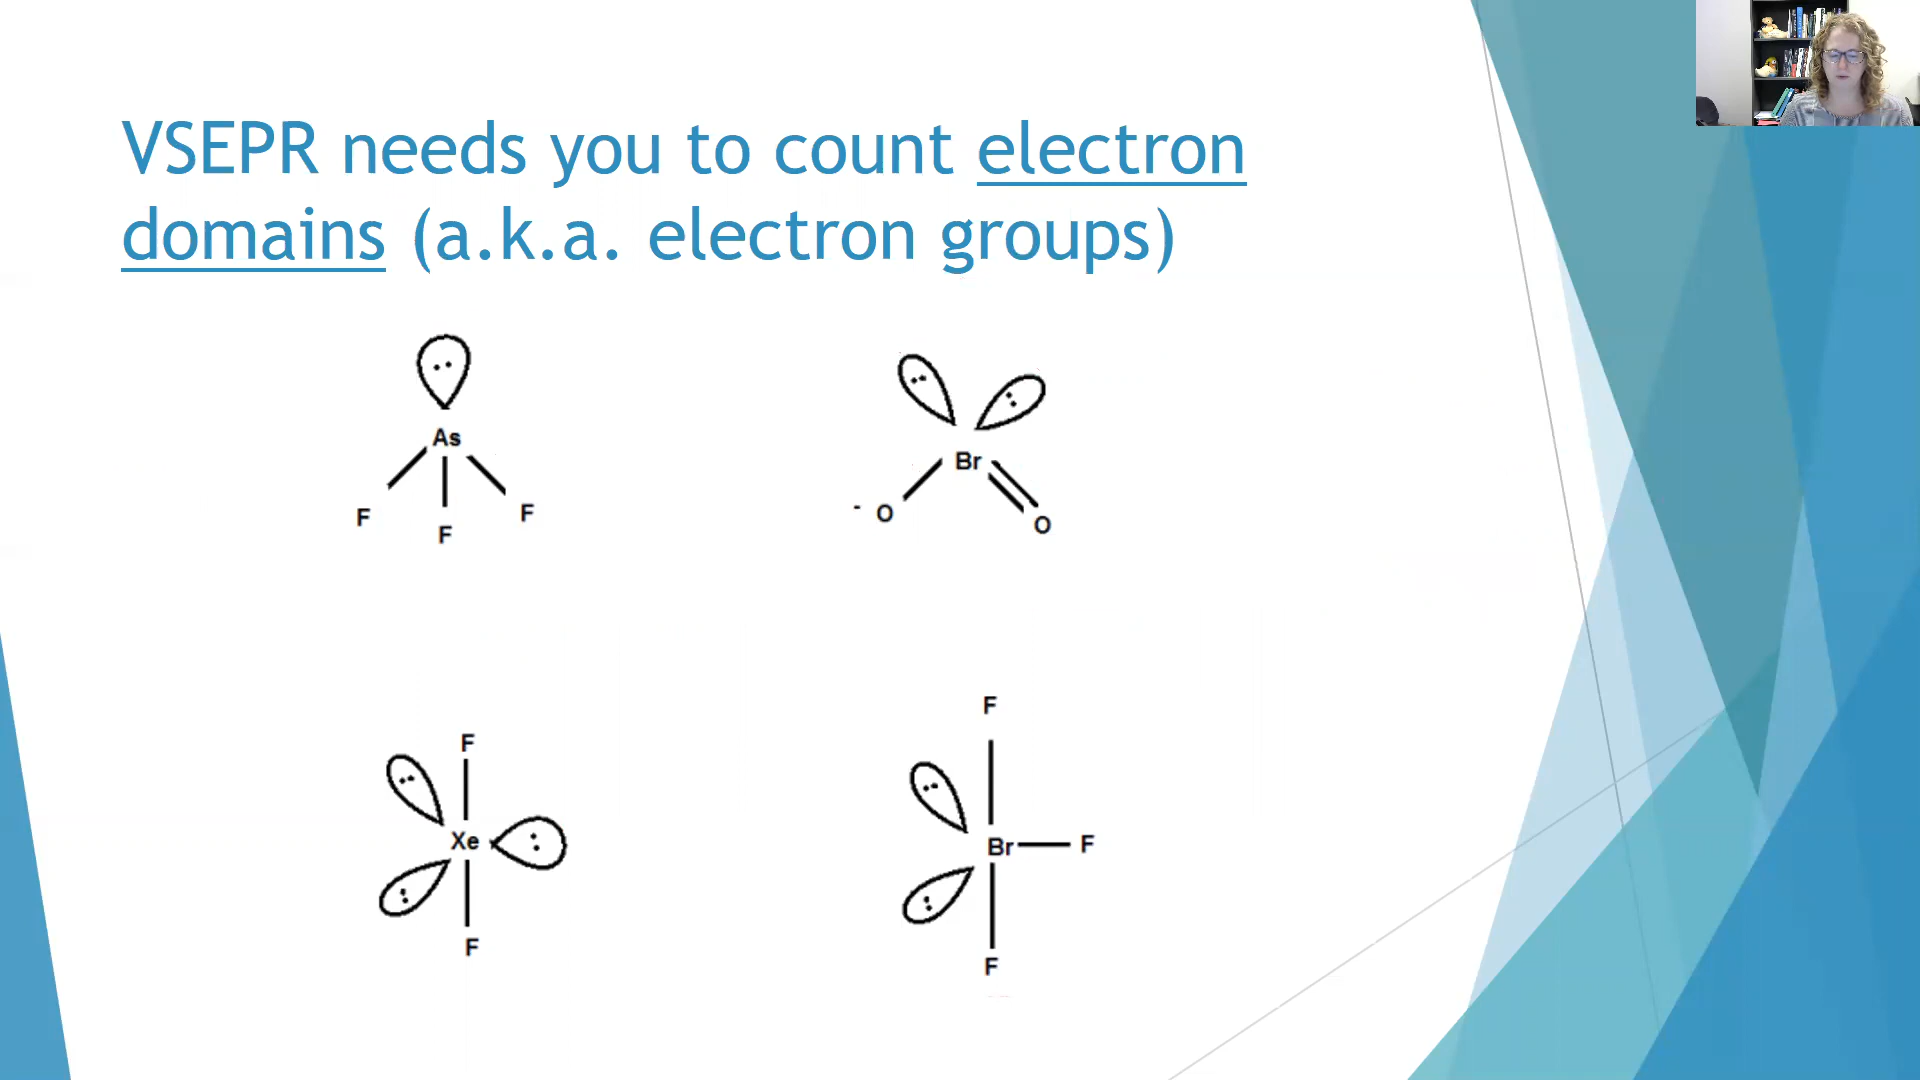 VSEPR needs you to count electron
domains (a.k.a. electron groups)
As
F
F
F
Br
- O
O
F
Xe
F
F
Br F
F